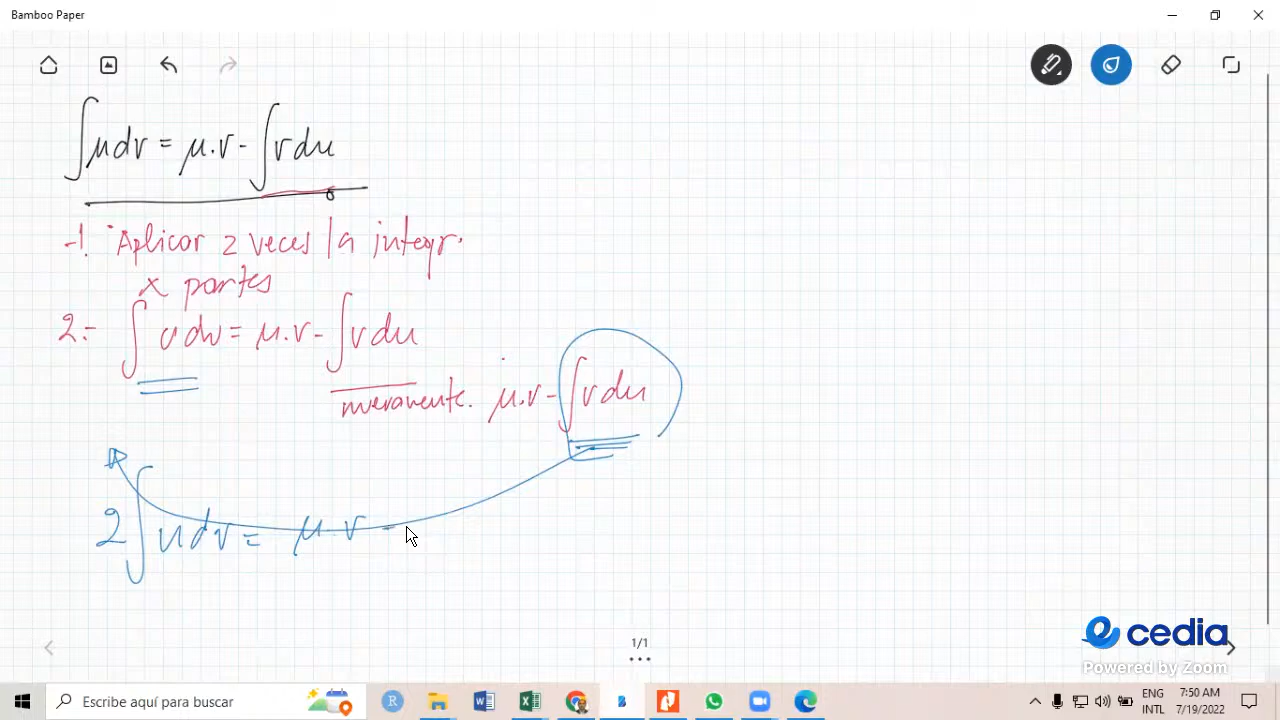 Bamboo Paper
∫μdv = μ.v - ∫vdu
-1. Aplicar 2 veces la integr.
x partes
2.- ∫udv = μ.v - ∫vdu
nuevamente. μ.v - ∫vdu
2∫udv = μ.v -
1/1
cedia
Powered by Zoom
Escribe aquí para buscar
ENG
INTL
7:50 AM
7/19/2022